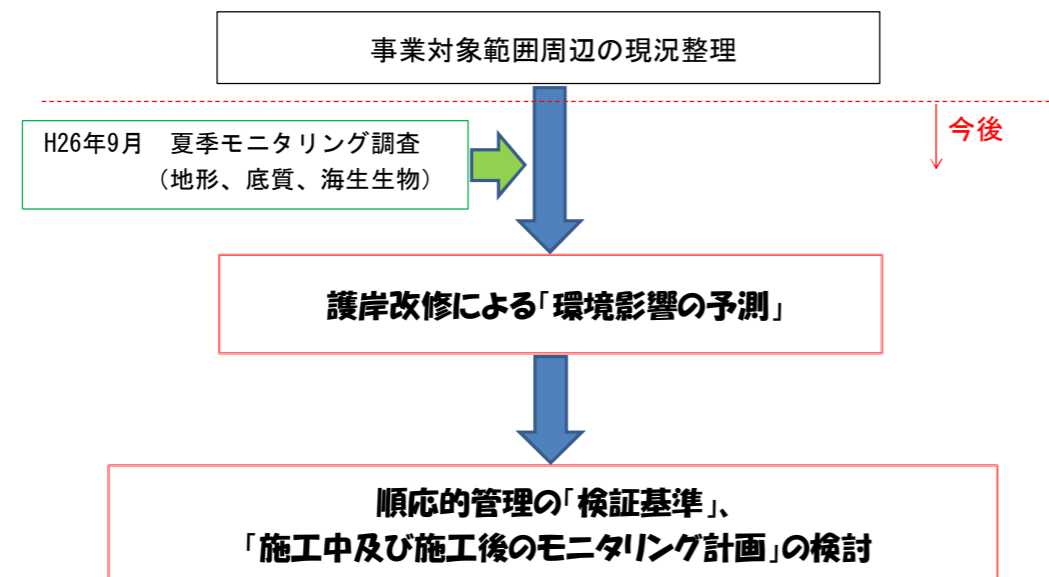 事業対象範囲周辺の現況整理
今後
H26年9月　夏季モニタリング調査
（地形、底質、海生生物）
護岸改修による「環境影響の予測」
順応的管理の「検証基準」、
「施工中及び施工後のモニタリング計画」の検討